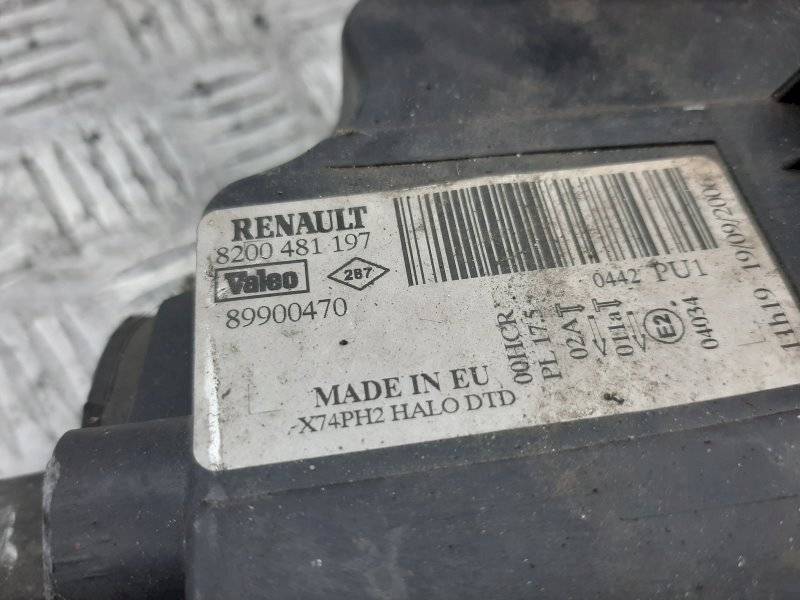 RENAULT
8200 481 197
Valeo
287
89900470
MADE IN EU
X74PH2 HALO DTD
0442 PU1
00HCR
PL 17.5
02A
01Ha
E2
04034
11h19 19/09/200